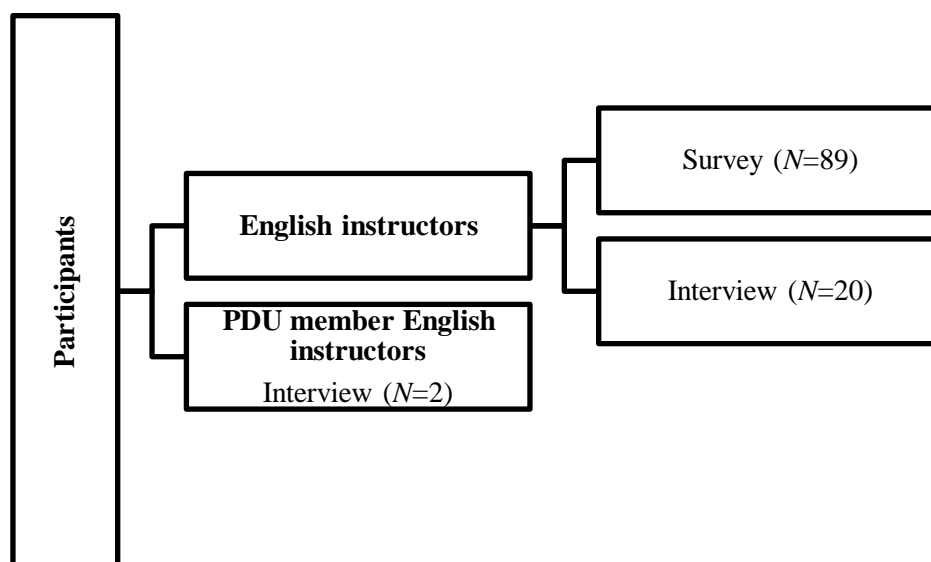 Participants
English instructors
PDU member English
instructors
Interview (N=2)
Survey (N=89)
Interview (N=20)